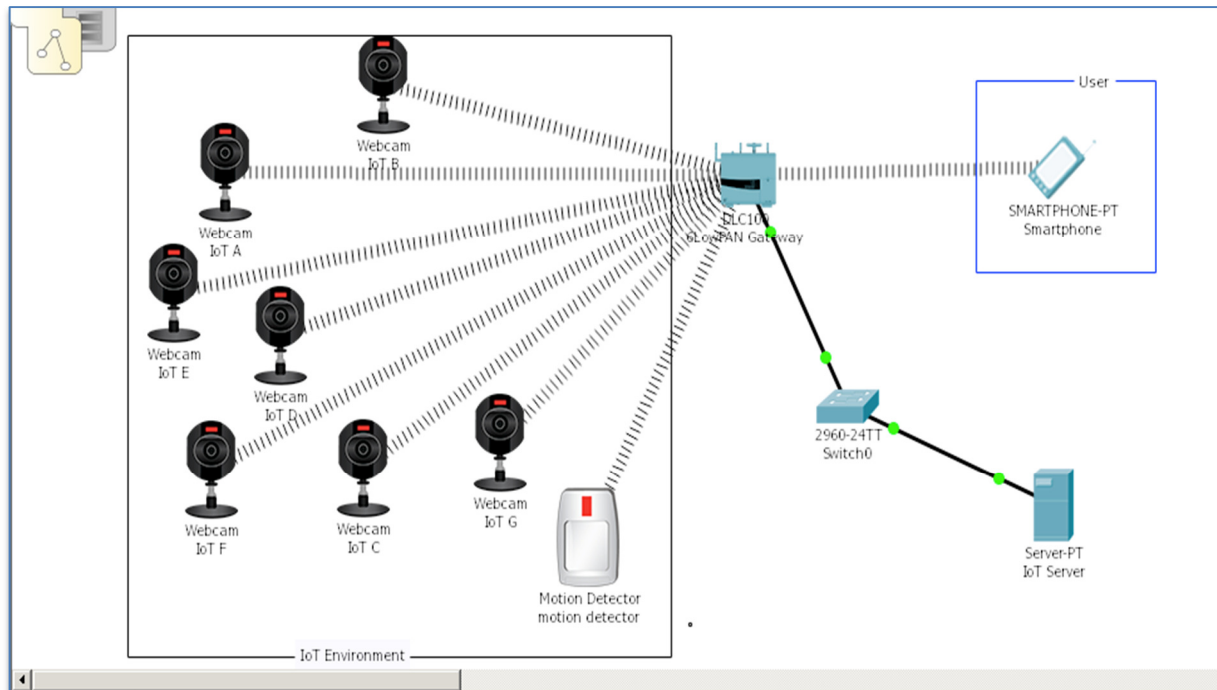 User
Webcam
IoT B
Webcam
IoT A
DLC100
6LowPAN Gateway
SMARTPHONE-PT
Smartphone
Webcam
IoT E
Webcam
IoT D
2960-24TT
Switch0
Webcam
IoT F
Webcam
IoT C
Webcam
IoT G
Server-PT
IoT Server
Motion Detector
motion detector
IoT Environment